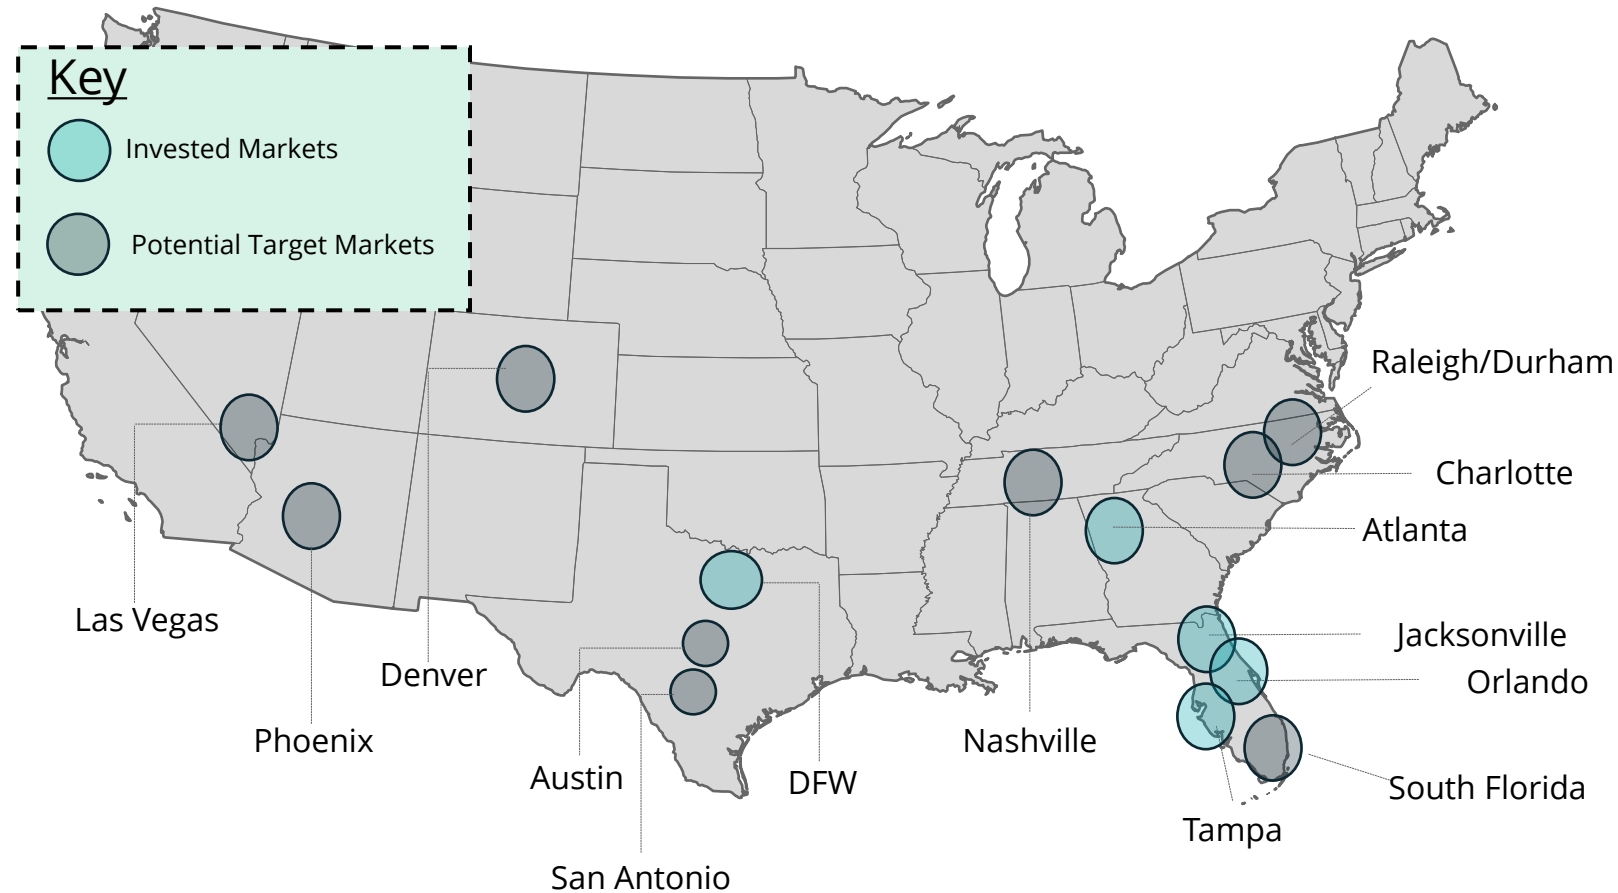 Key
Invested Markets
Potential Target Markets
Raleigh/Durham
Charlotte
Atlanta
Las Vegas
Jacksonville
Denver
Orlando
Phoenix
Nashville
Austin
DFW
South Florida
Tampa
San Antonio